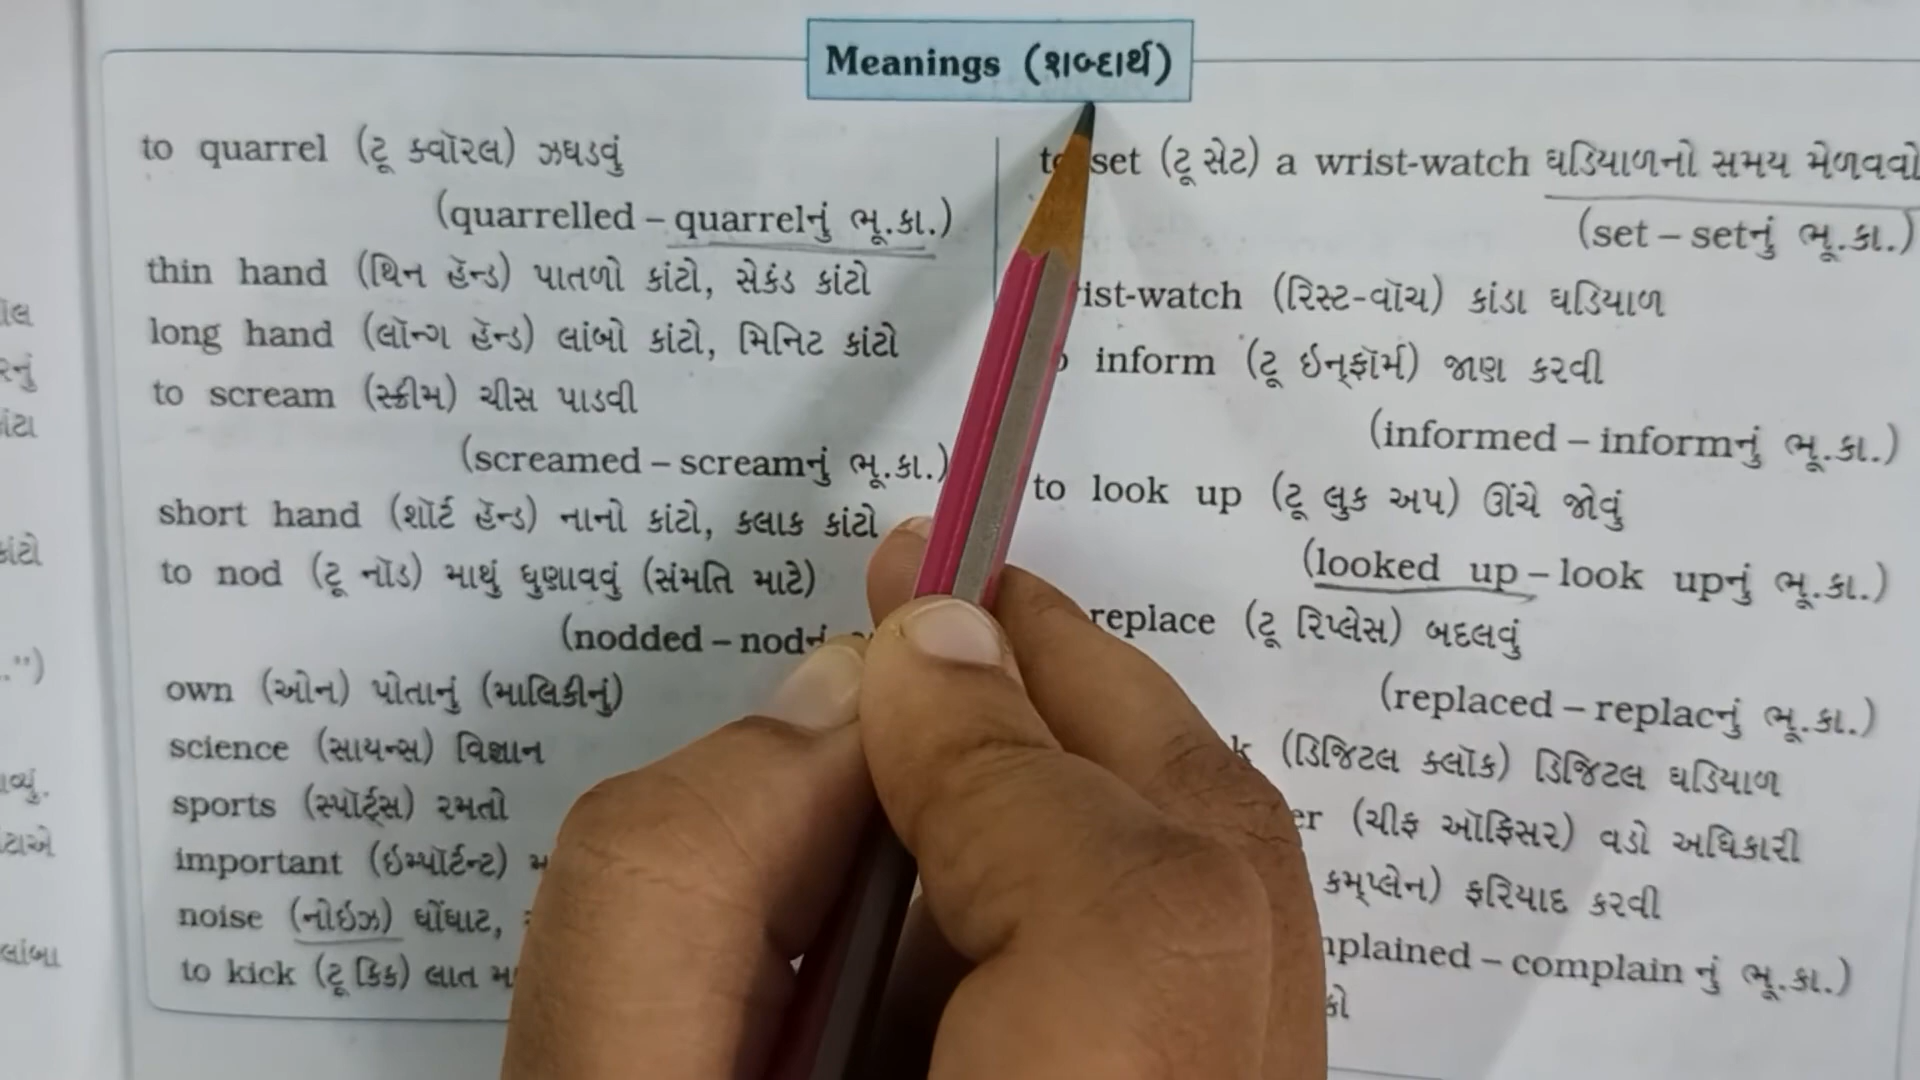 Meanings (શબ્દાર્થ)
to quarrel (ટૂ ક્વૉરલ) ઝઘડવું
(quarrelled – quarrelનું ભૂ.કા.)
thin hand (થિન હૅન્ડ) પાતળો કાંટો, સેકંડ કાંટો
long hand (લૉન્ગ હૅન્ડ) લાંબો કાંટો, મિનિટ કાંટો
to scream (સ્ક્રીમ) ચીસ પાડવી
(screamed – screamનું ભૂ.કા.)
short hand (શૉર્ટ હૅન્ડ) નાનો કાંટો, કલાક કાંટો
to nod (ટૂ નૉડ) માથું ધુણાવવું (સંમતિ માટે)
(nodded – nodનું
own (ઓન) પોતાનું (માલિકીનું)
science (સાયન્સ) વિજ્ઞાન
sports (સ્પૉર્ટ્સ) રમતો
important (ઇમ્પૉર્ટન્ટ)
noise (નોઇઝ) ઘોંઘાટ,
to kick (ટૂ કિક) લાત
set (ટૂ સેટ) a wrist-watch ઘડિયાળનો સમય મેળવવો
(set – setનું ભૂ.કા.)
ist-watch (રિસ્ટ-વૉચ) કાંડા ઘડિયાળ
inform (ટૂ ઇન્ફૉર્મ) જાણ કરવી
(informed – informનું ભૂ.કા.)
to look up (ટૂ લુક અપ) ઊંચે જોવું
(looked up – look upનું ભૂ.કા.)
replace (ટૂ રિપ્લેસ) બદલવું
(replaced – replacનું ભૂ.કા.)
k (ડિજિટલ ક્લૉક) ડિજિટલ ઘડિયાળ
er (ચીફ ઑફિસર) વડો અધિકારી
કમ્પ્લેન) ફરિયાદ કરવી
plained – complain નું ભૂ.કા.)